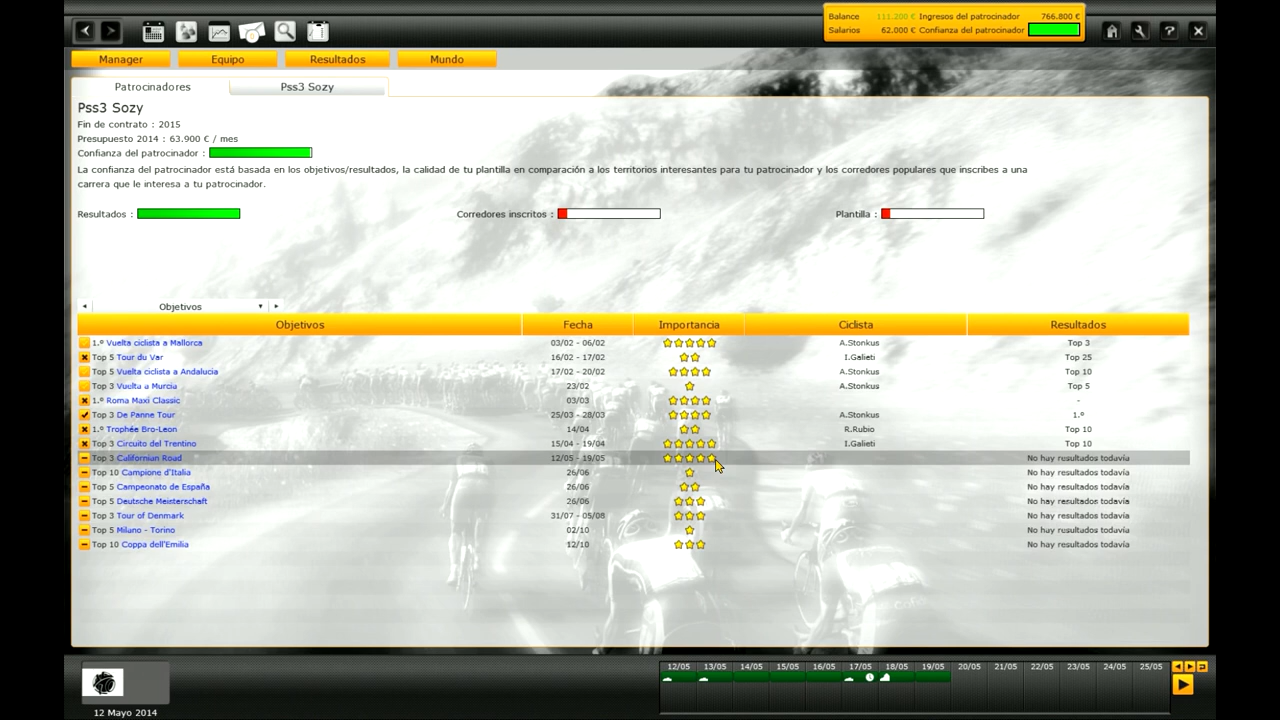 Balance 111.200 € Ingresos del patrocinador 766.800 €
Salarios 62.000 € Confianza del patrocinador
Manager Equipo Resultados Mundo
Patrocinadores Pss3 Sozy
Pss3 Sozy
Fin de contrato : 2015
Presupuesto 2014 : 63.900 € / mes
Confianza del patrocinador :
La confianza del patrocinador está basada en los objetivos/resultados, la calidad de tu plantilla en comparación a los territorios interesantes para tu patrocinador y los corredores populares que inscribes a una
carrera que le interesa a tu patrocinador.
Resultados : Corredores inscritos : Plantilla :
Objetivos
Objetivos Fecha Importancia Ciclista Resultados
1.º Vuelta ciclista a Mallorca 03/02 - 06/02 A.Stonkus Top 3
Top 5 Tour du Var 16/02 - 17/02 I.Galieti Top 25
Top 5 Vuelta ciclista a Andalucia 17/02 - 20/02 A.Stonkus Top 10
Top 3 Vuelta a Murcia 23/02 A.Stonkus Top 5
1.º Roma Maxi Classic 03/03 -
Top 3 De Panne Tour 25/03 - 28/03 A.Stonkus 1.º
1.º Trophée Bro-Leon 14/04 R.Rubio Top 10
Top 3 Circuito del Trentino 15/04 - 19/04 I.Galieti Top 10
Top 3 Californian Road 12/05 - 19/05 No hay resultados todavía
Top 10 Campione d'Italia 26/06 No hay resultados todavía
Top 5 Campeonato de España 26/06 No hay resultados todavía
Top 5 Deutsche Meisterschaft 26/06 No hay resultados todavía
Top 3 Tour of Denmark 31/07 - 05/08 No hay resultados todavía
Top 5 Milano - Torino 02/10 No hay resultados todavía
Top 10 Coppa dell'Emilia 12/10 No hay resultados todavía
12/05 13/05 14/05 15/05 16/05 17/05 18/05 19/05 20/05 21/05 22/05 23/05 24/05 25/05
12 Mayo 2014